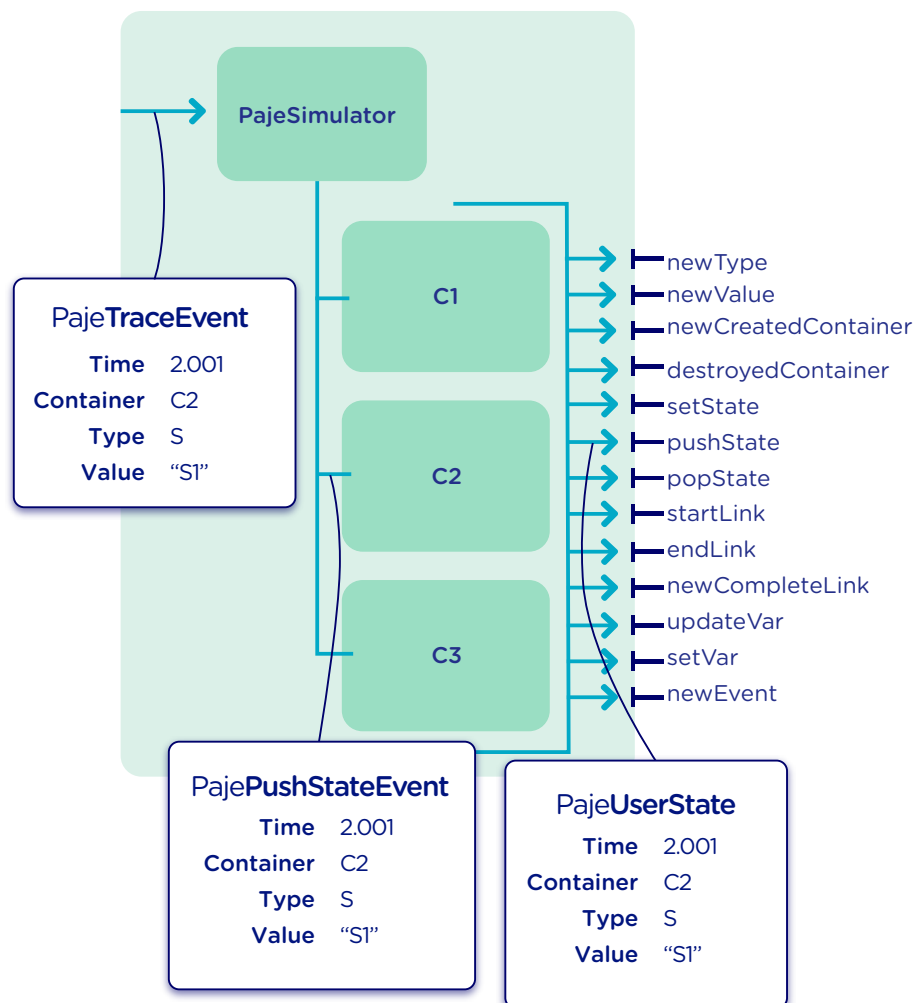 PajeSimulator
C1
C2
C3
newType
newValue
newCreatedContainer
destroyedContainer
setState
pushState
popState
startLink
endLink
newCompleteLink
updateVar
setVar
newEvent
PajeTraceEvent
Time 2.001
Container C2
Type S
Value “S1”
PajePushStateEvent
Time 2.001
Container C2
Type S
Value “S1”
PajeUserState
Time 2.001
Container C2
Type S
Value “S1”